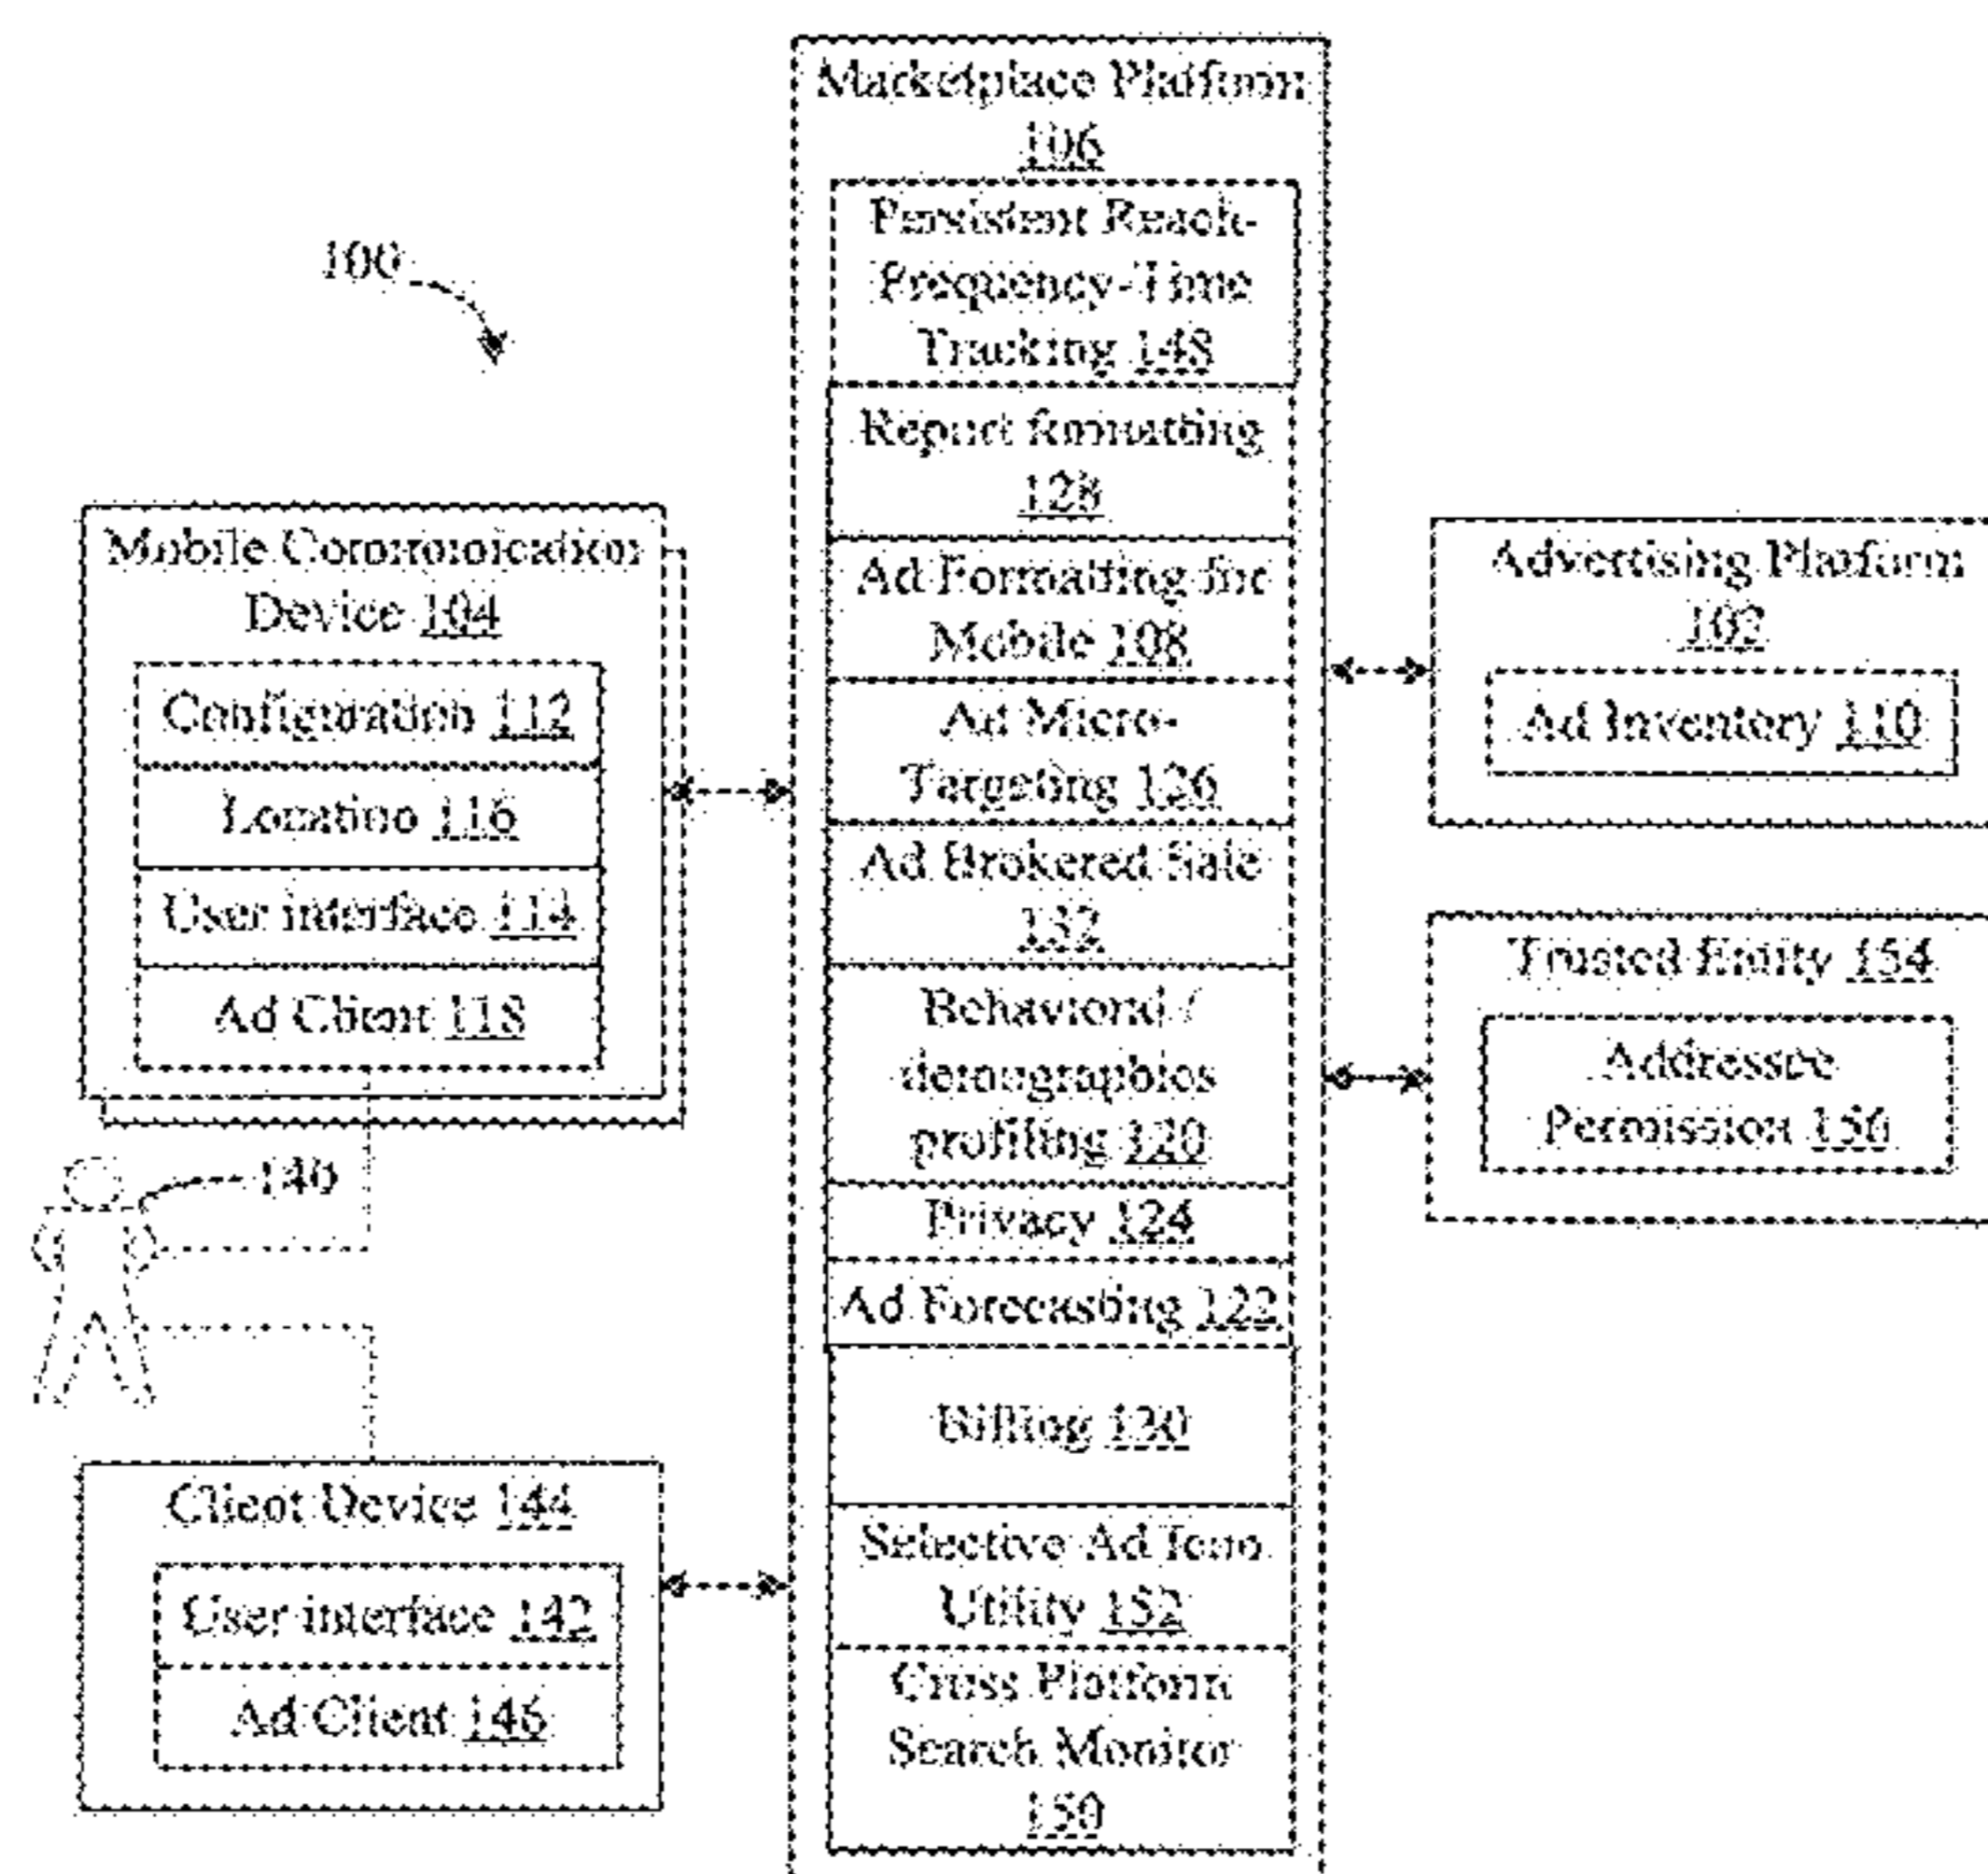 100
Mobile Communication
Device 104
Configuration 112
Location 116
User interface 114
Ad Client 118
140
Client Device 144
User interface 142
Ad Client 146
Marketplace Platform
106
Persistent Reach-
Frequency-Time
Tracking 148
Report formatting
128
Ad Formatting for
Mobile 108
Ad Micro-
Targeting 126
Ad Brokered Sale
132
Behavioral /
demographics
profiling 120
Privacy 124
Ad Forecasting 122
Billing 130
Selective Ad
Utility 152
Cross Platform
Search Monitor
150
Advertising Platform
102
Ad Inventory 110
Trusted Entity 154
Addressee
Permission 156